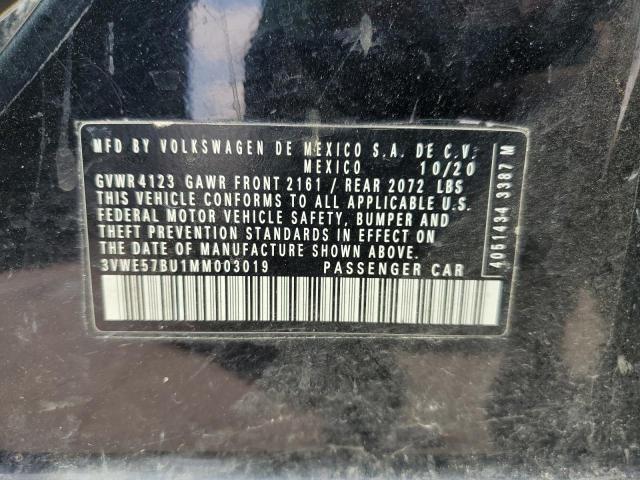 MFD BY VOLKSWAGEN DE MEXICO S.A. DE C.V.
MEXICO 10/20
GVWR 4123 GAWR FRONT 2161 / REAR 2072 LBS
THIS VEHICLE CONFORMS TO ALL APPLICABLE U.S.
FEDERAL MOTOR VEHICLE SAFETY, BUMPER AND
THEFT PREVENTION STANDARDS IN EFFECT ON
THE DATE OF MANUFACTURE SHOWN ABOVE.
3VWE57BU1MM003019 PASSENGER CAR
4051434 3387 M